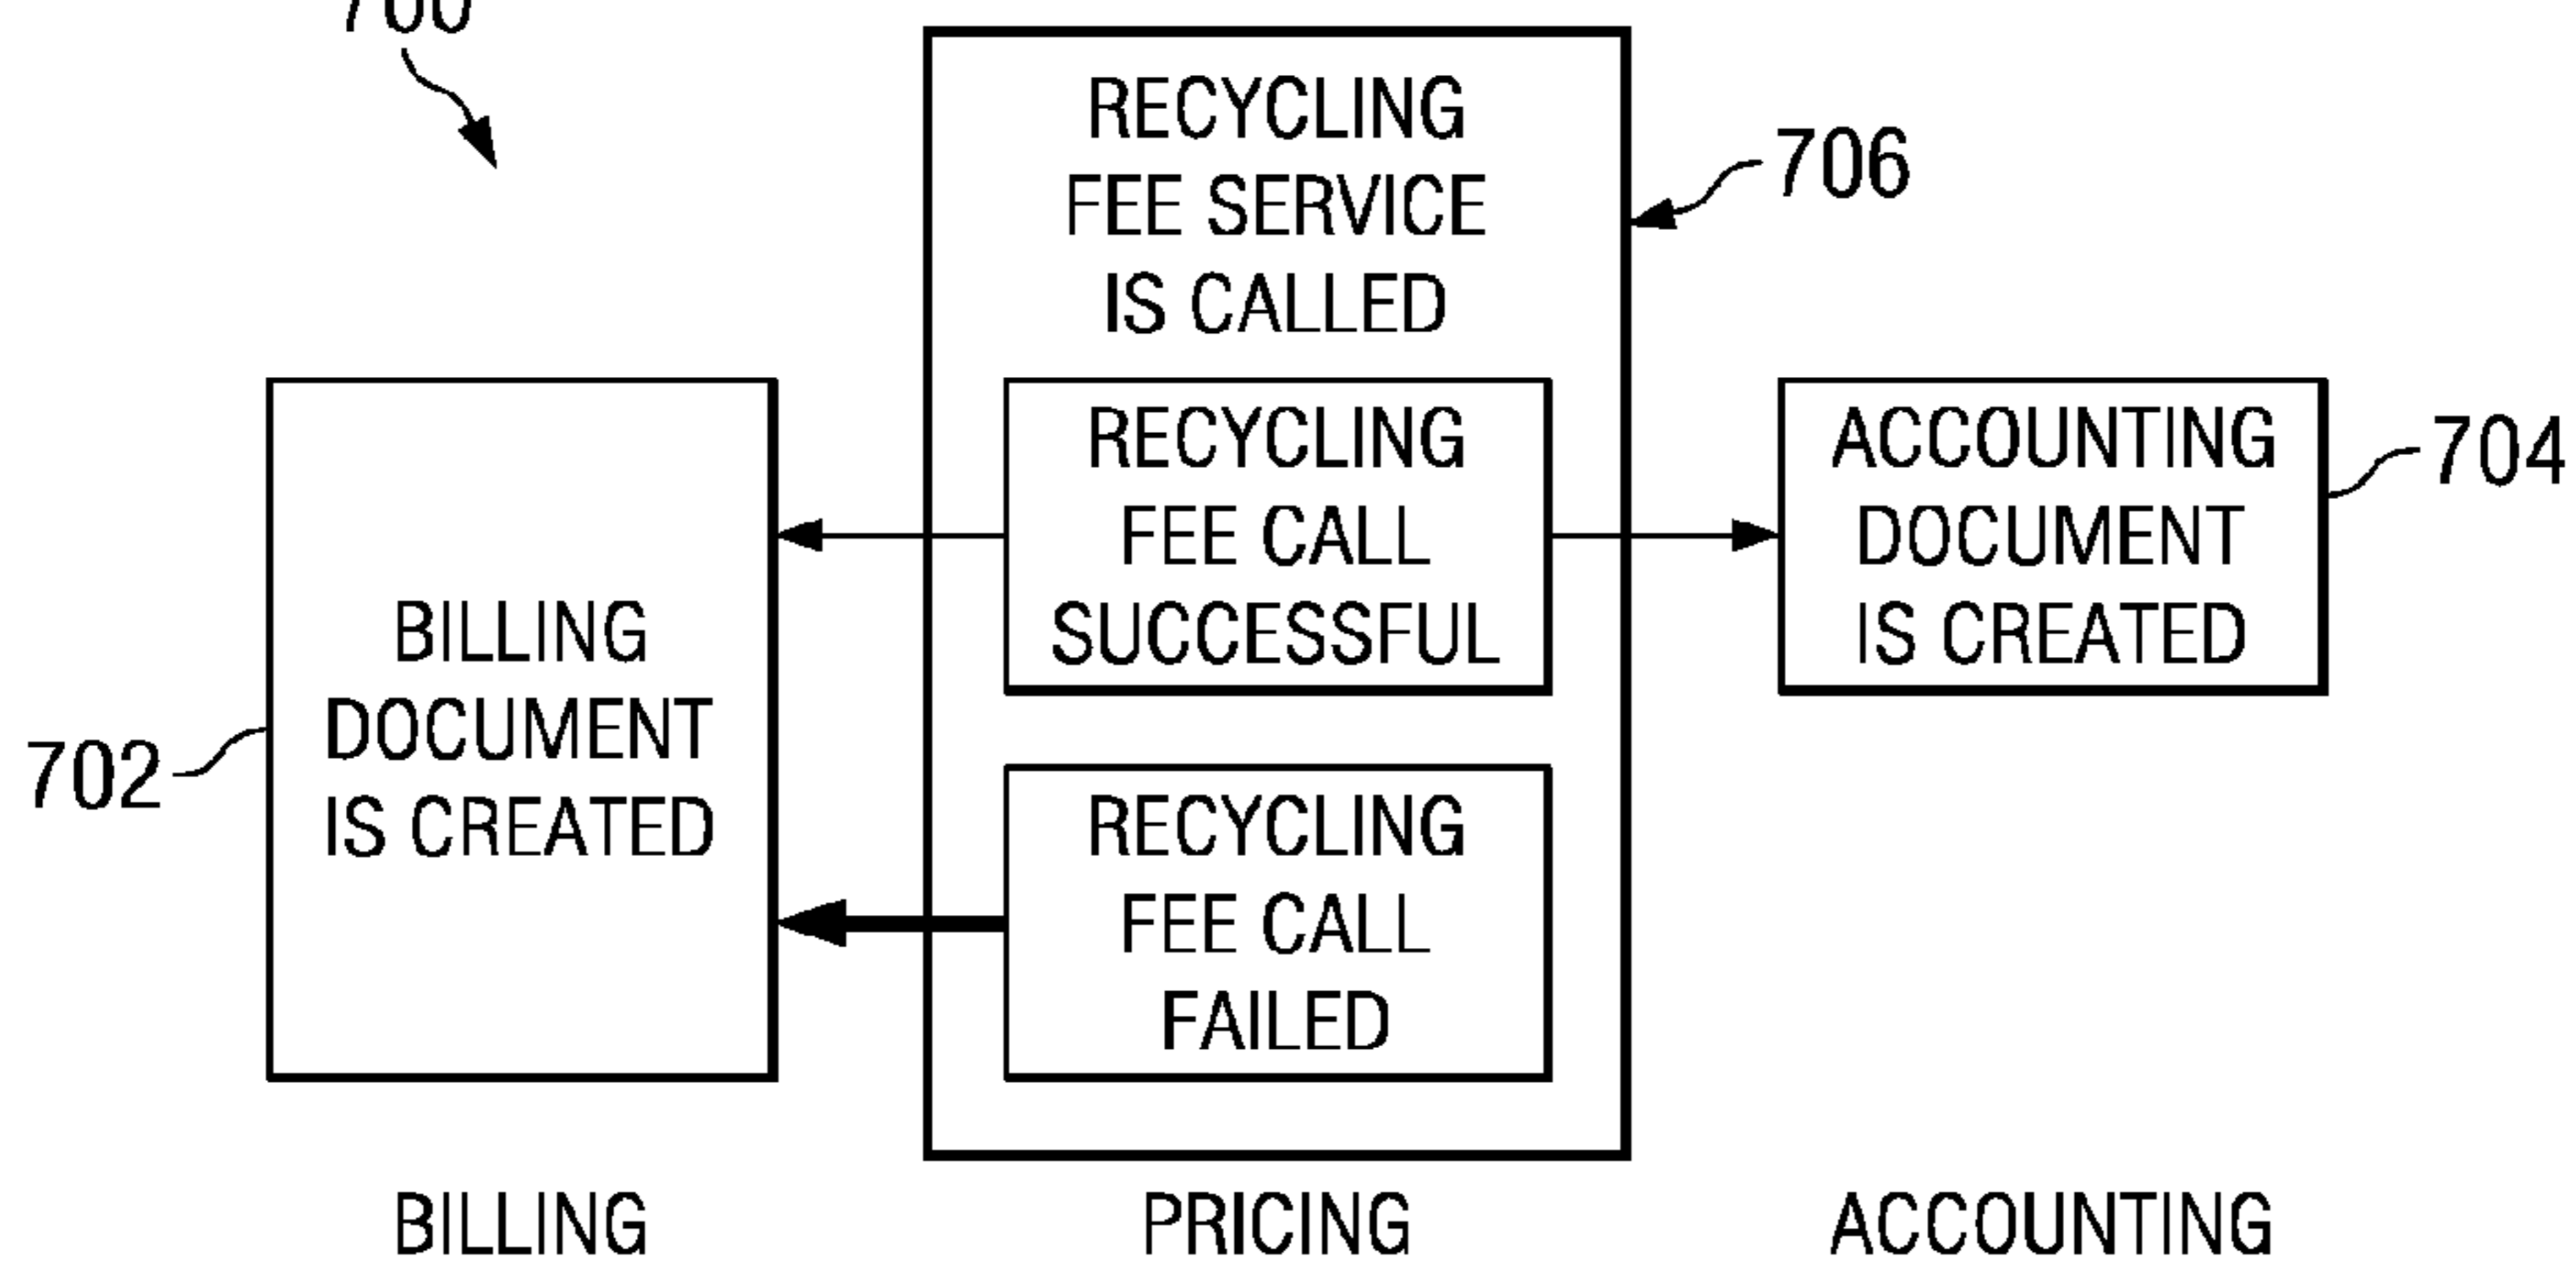 700
RECYCLING
FEE SERVICE
IS CALLED
706
RECYCLING
FEE CALL
SUCCESSFUL
ACCOUNTING
DOCUMENT
IS CREATED
704
BILLING
DOCUMENT
IS CREATED
702
RECYCLING
FEE CALL
FAILED
BILLING
PRICING
ACCOUNTING